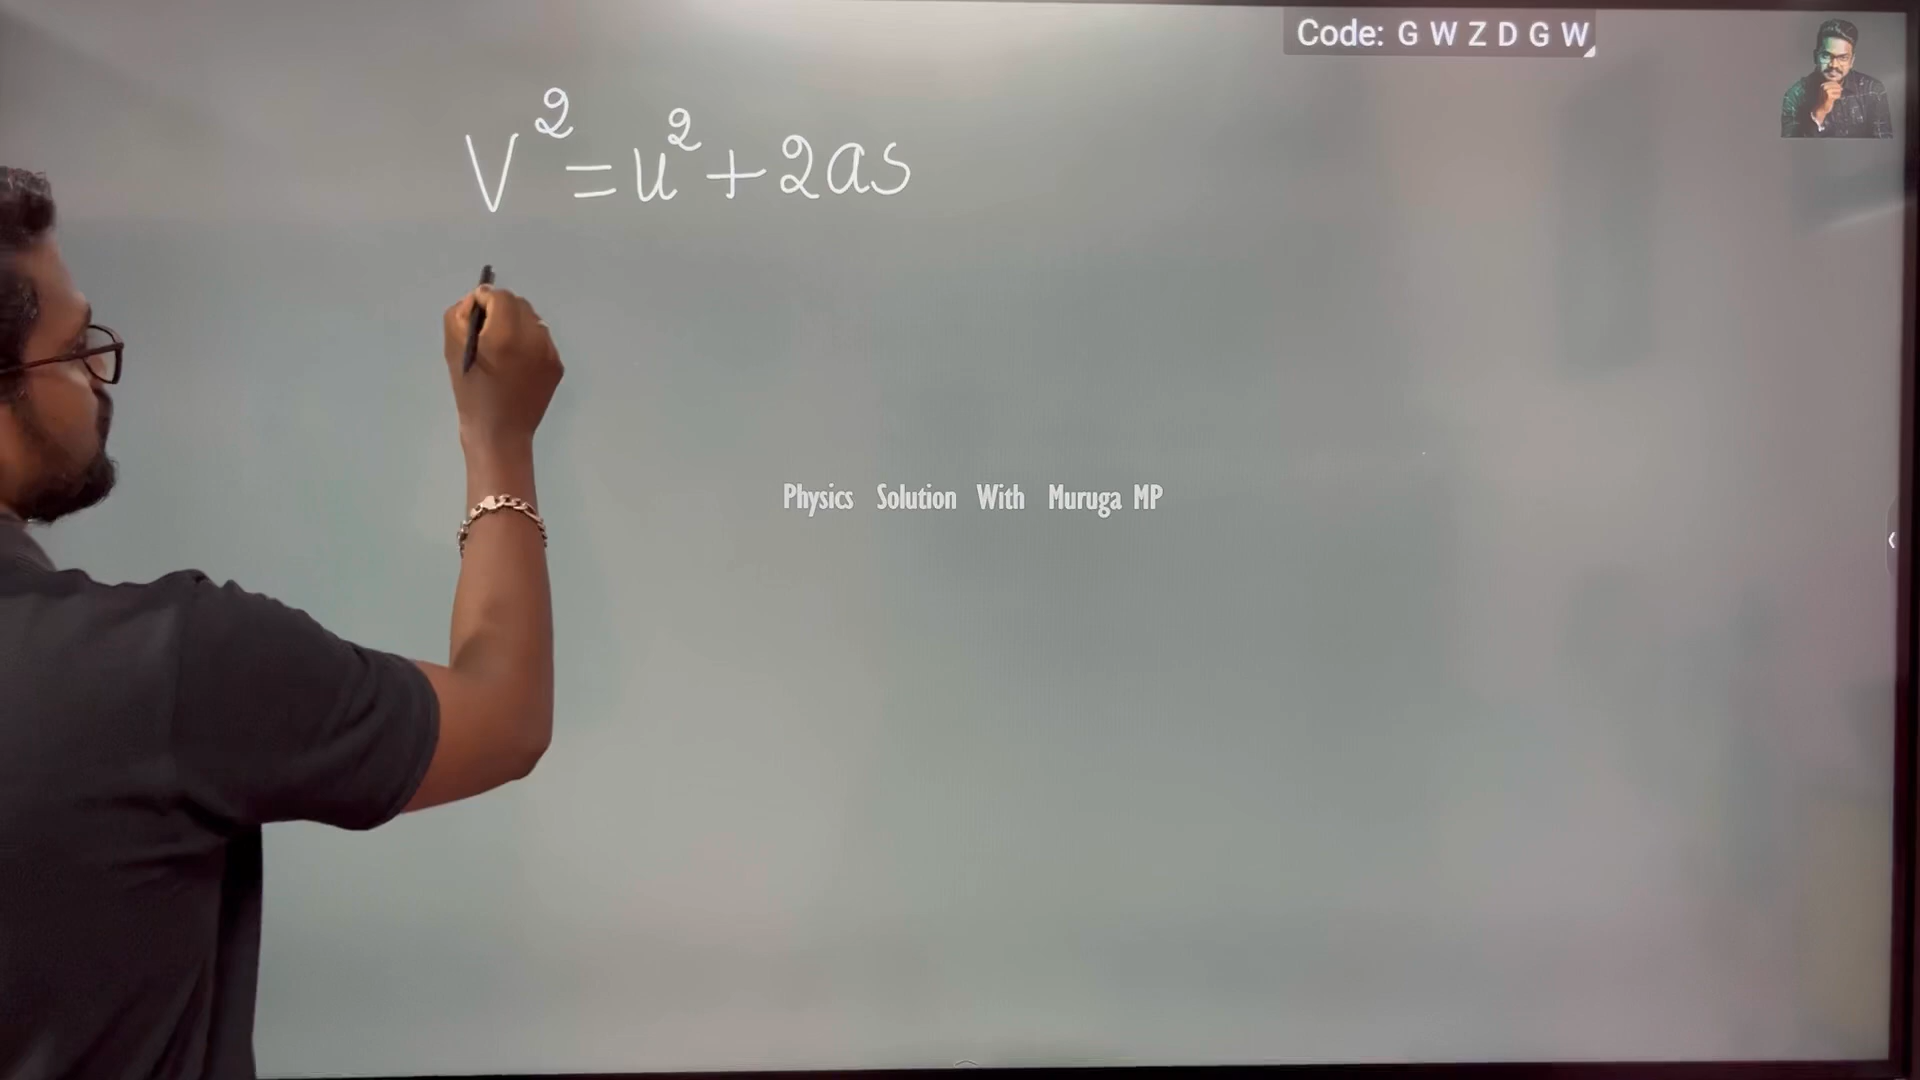 Code: G W Z D G W
V² = u² + 2as
Physics Solution With Muruga MP